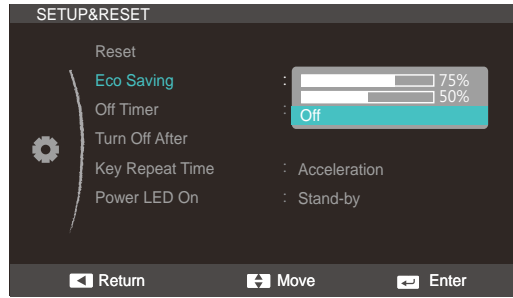 SETUP&RESET
Reset
Eco Saving : 75%
50%
Off Timer : Off
Turn Off After
Key Repeat Time : Acceleration
Power LED On : Stand-by
Return Move Enter